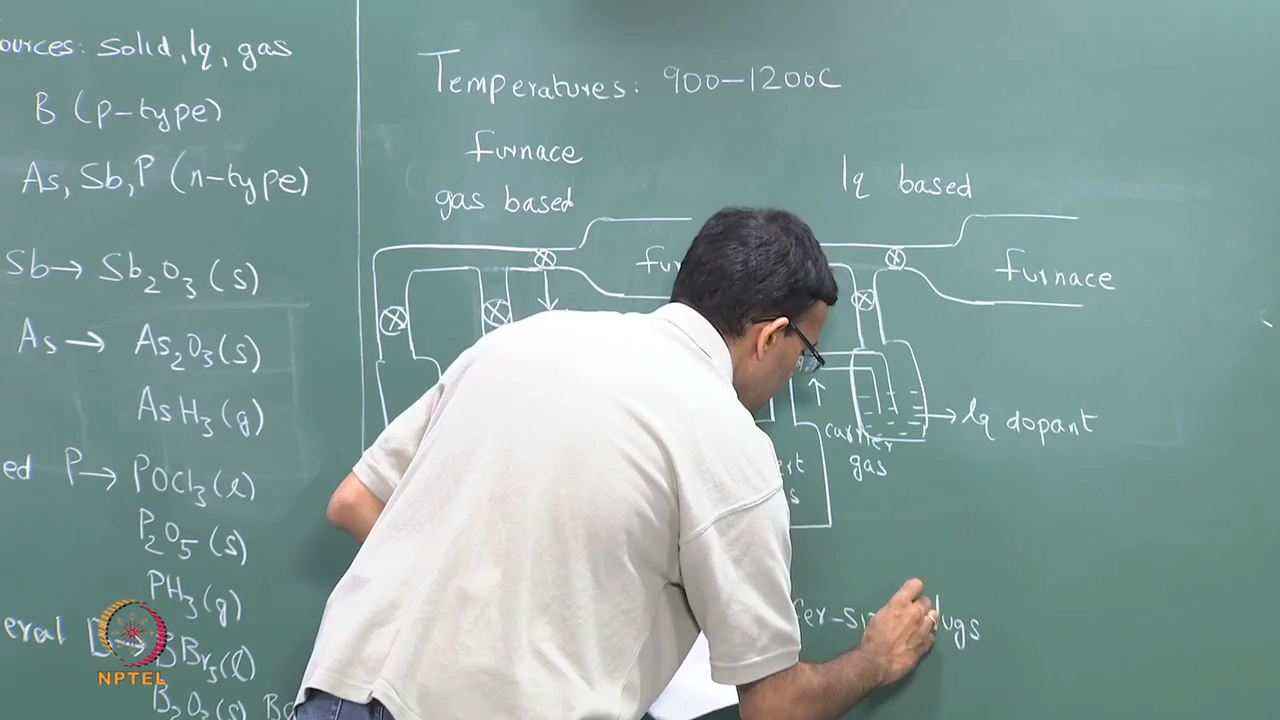 ources: solid, lq, gas
B (p-type)
As, Sb, P (n-type)
Sb → Sb2O3 (s)
As → As2O3 (s)
AsH3 (g)
ed P → POCl3 (l)
P2O5 (s)
PH3 (g)
eral B → BBr3 (l)
B2O3 (s)
NPTEL
Temperatures: 900-1200C
furnace
gas based
lq based
furnace
lq dopant
carrier
gas